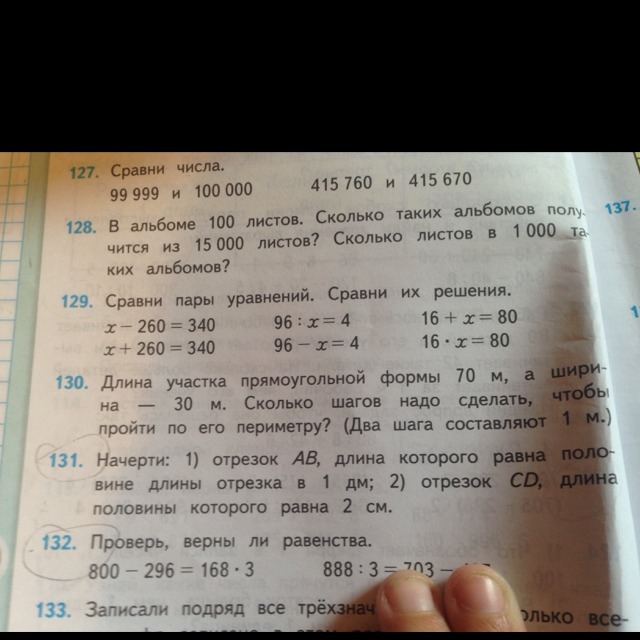 127. Сравни числа.
99 999 и 100 000 415 760 и 415 670
128. В альбоме 100 листов. Сколько таких альбомов полу-
чится из 15 000 листов? Сколько листов в 1 000 та-
ких альбомов?
129. Сравни пары уравнений. Сравни их решения.
x − 260 = 340 96 : x = 4 16 + x = 80
x + 260 = 340 96 − x = 4 16 · x = 80
130. Длина участка прямоугольной формы 70 м, а шири-
на — 30 м. Сколько шагов надо сделать, чтобы
пройти по его периметру? (Два шага составляют 1 м.)
131. Начерти: 1) отрезок AB, длина которого равна поло-
вине длины отрезка в 1 дм; 2) отрезок CD, длина
половины которого равна 2 см.
132. Проверь, верны ли равенства.
800 − 296 = 168 · 3 888 : 3 = 703 −
133. Записали подряд все трёхзнач
все-
137.